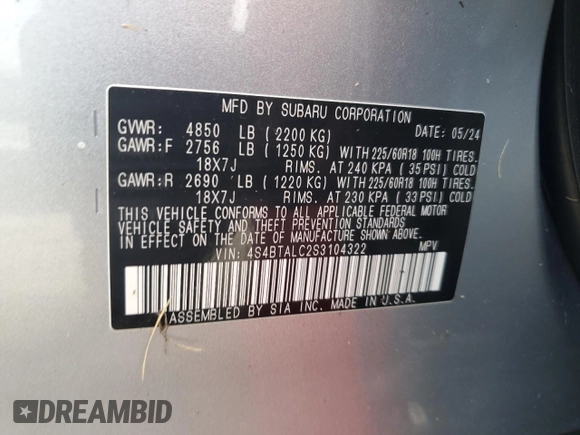 MFD BY SUBARU CORPORATION
GVWR: 4850 LB (2200 KG) DATE: 05/24
GAWR:F 2756 LB (1250 KG) WITH 225/60R18 100H TIRES.
18X7J RIMS. AT 240 KPA (35 PSI) COLD
GAWR:R 2690 LB (1220 KG) WITH 225/60R18 100H TIRES.
18X7J RIMS. AT 230 KPA (33 PSI) COLD
THIS VEHICLE CONFORMS TO ALL APPLICABLE FEDERAL MOTOR
VEHICLE SAFETY AND THEFT PREVENTION STANDARDS
IN EFFECT ON THE DATE OF MANUFACTURE SHOWN ABOVE.
VIN: 4S4BTALC2S3104322 MPV
ASSEMBLED BY SIA INC. MADE IN U.S.A.
DREAMBID